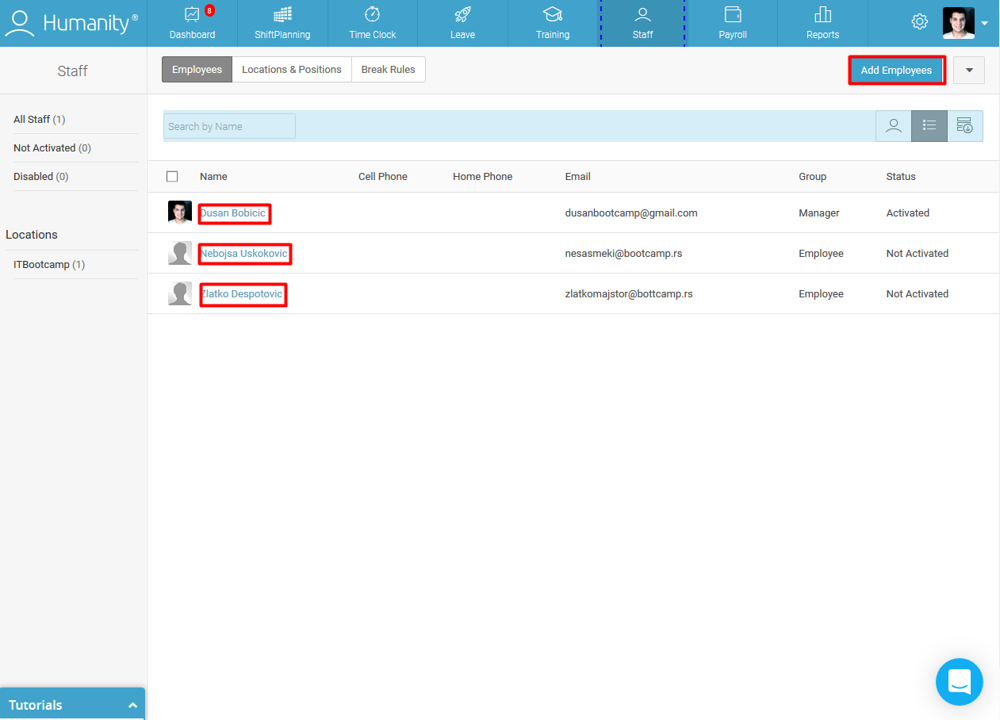 Humanity®
Dashboard 8
ShiftPlanning
Time Clock
Leave
Training
Staff
Payroll
Reports
Staff
Employees Locations & Positions Break Rules
Add Employees
All Staff (1)
Not Activated (0)
Disabled (0)
Locations
ITBootcamp (1)
Search by Name
Name Cell Phone Home Phone Email Group Status
Dusan Bobicic dusanbootcamp@gmail.com Manager Activated
Nebojsa Uskokovic nesasmeki@bootcamp.rs Employee Not Activated
Zlatko Despotovic zlatkomajstor@bottcamp.rs Employee Not Activated
Tutorials